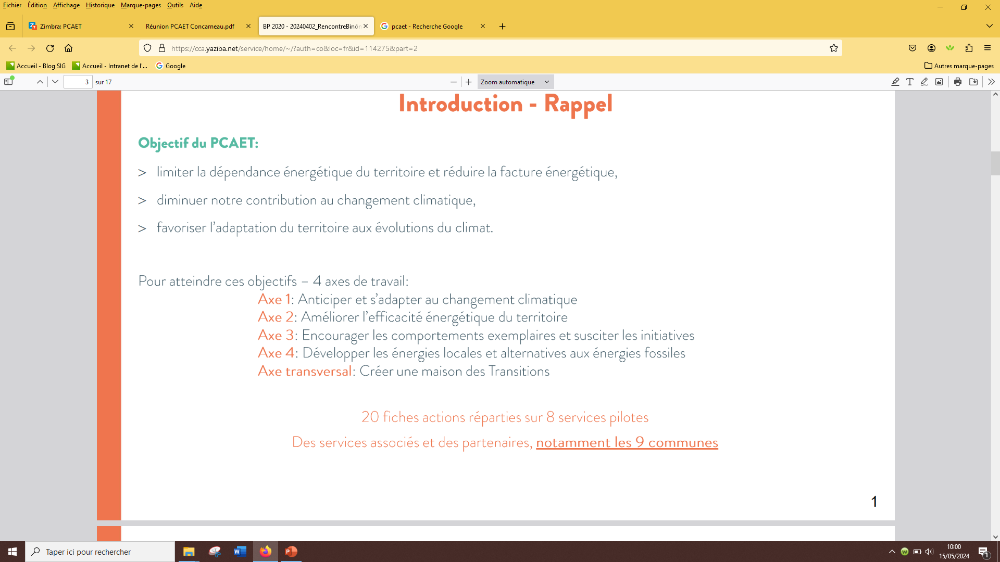 Fichier Édition Affichage Historique Marque-pages Outils Aide
Zimbra: PCAET
Réunion PCAET Concarneau.pdf
BP 2020 - 20240402_RencontreBinôn
pcaet - Recherche Google
https://cca.yaziba.net/service/home/~/?auth=co&loc=fr&id=114275&part=2
Accueil - Blog SIG
Accueil - Intranet de l'...
Google
Autres marque-pages
3 sur 17
Zoom automatique
Introduction - Rappel
Objectif du PCAET:
> limiter la dépendance énergétique du territoire et réduire la facture énergétique,
> diminuer notre contribution au changement climatique,
> favoriser l'adaptation du territoire aux évolutions du climat.
Pour atteindre ces objectifs – 4 axes de travail:
Axe 1: Anticiper et s'adapter au changement climatique
Axe 2: Améliorer l'efficacité énergétique du territoire
Axe 3: Encourager les comportements exemplaires et susciter les initiatives
Axe 4: Développer les énergies locales et alternatives aux énergies fossiles
Axe transversal: Créer une maison des Transitions
20 fiches actions réparties sur 8 services pilotes
Des services associés et des partenaires, notamment les 9 communes
1
Taper ici pour rechercher
10:00
15/05/2024
1